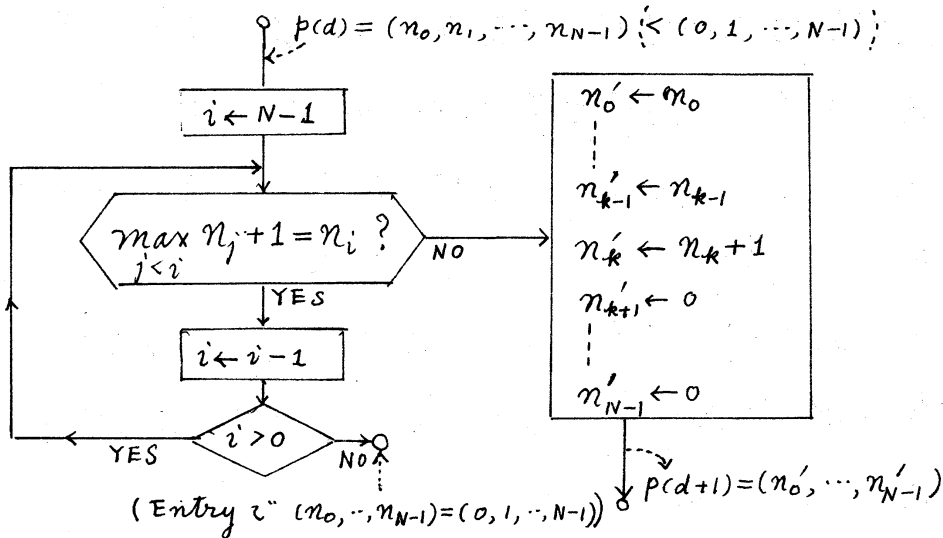 p(d) = (n₀, n₁, ⋯, n_{N-1}) (< (0, 1, ⋯, N-1))
i ← N-1
max n_j + 1 = n_i ?
j < i
NO
YES
i ← i - 1
i > 0
YES
NO
n₀' ← n₀
n'_{k-1} ← n_{k-1}
n'_k ← n_k + 1
n'_{k+1} ← 0
n'_{N-1} ← 0
p(d+1) = (n₀', ⋯, n'_{N-1})
(Entry (n₀, ⋯, n_{N-1}) = (0, 1, ⋯, N-1))